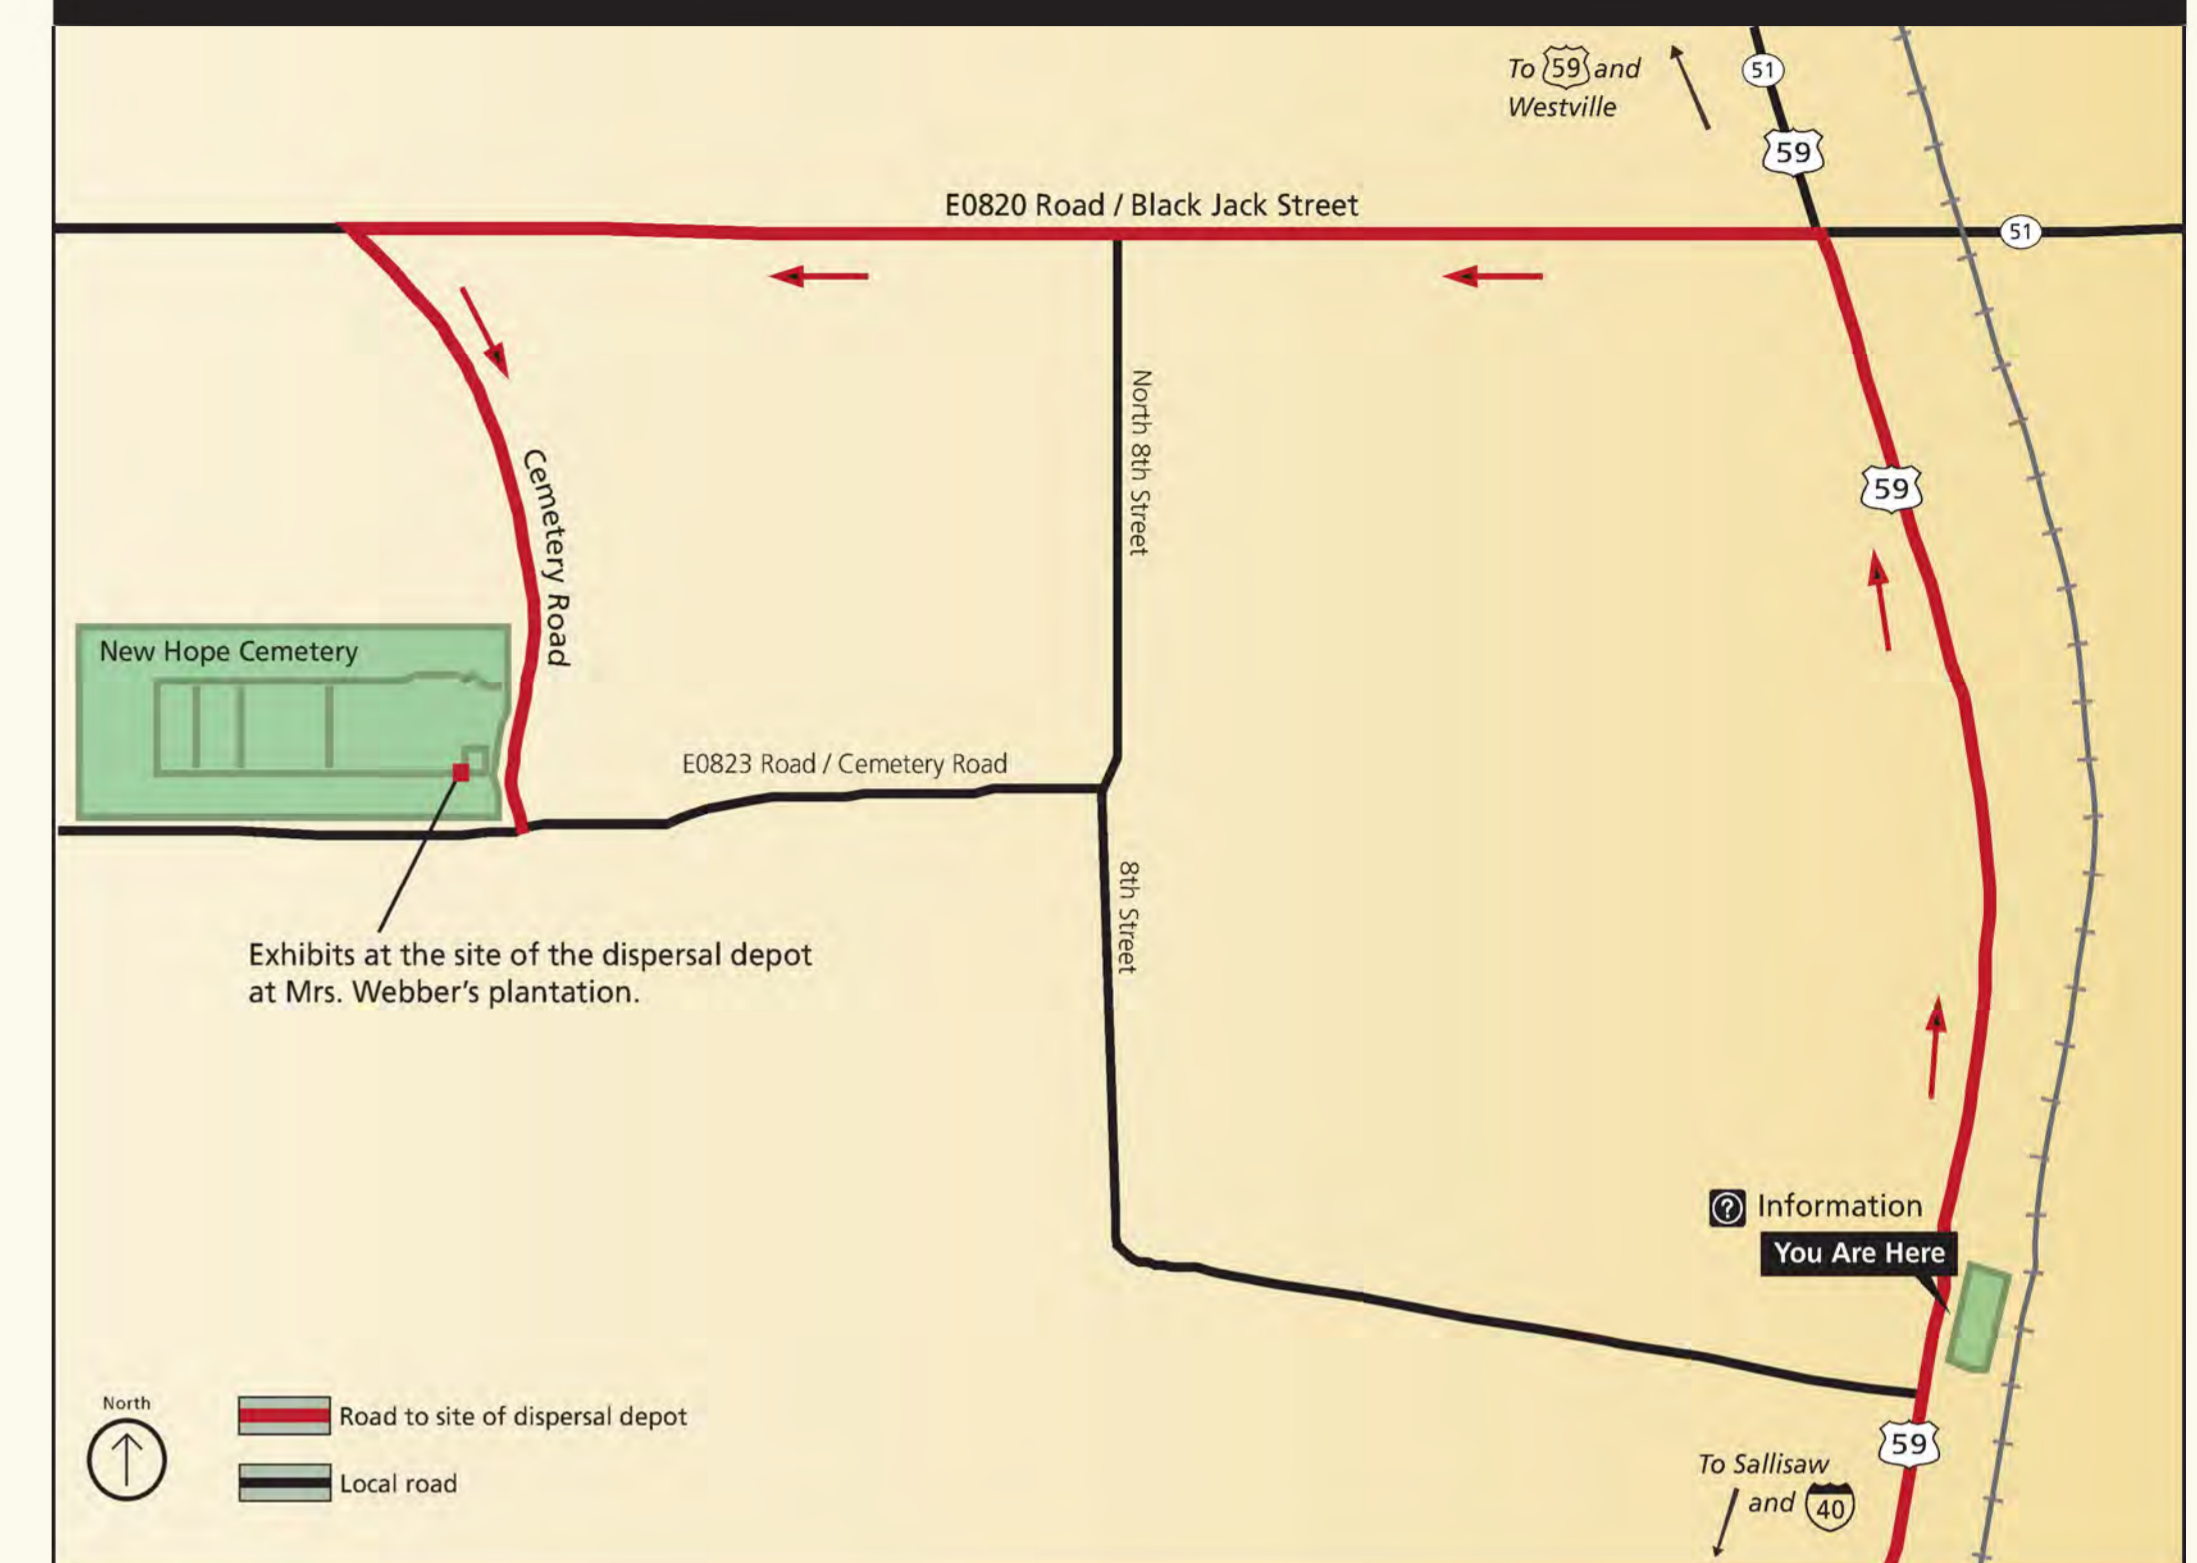 To 59 and
Westville
51
59
E0820 Road / Black Jack Street
51
North 8th Street
Cemetery Road
59
New Hope Cemetery
E0823 Road / Cemetery Road
8th Street
Exhibits at the site of the dispersal depot
at Mrs. Webber’s plantation.
? Information
You Are Here
North
Road to site of dispersal depot
Local road
59
To Sallisaw
and 40